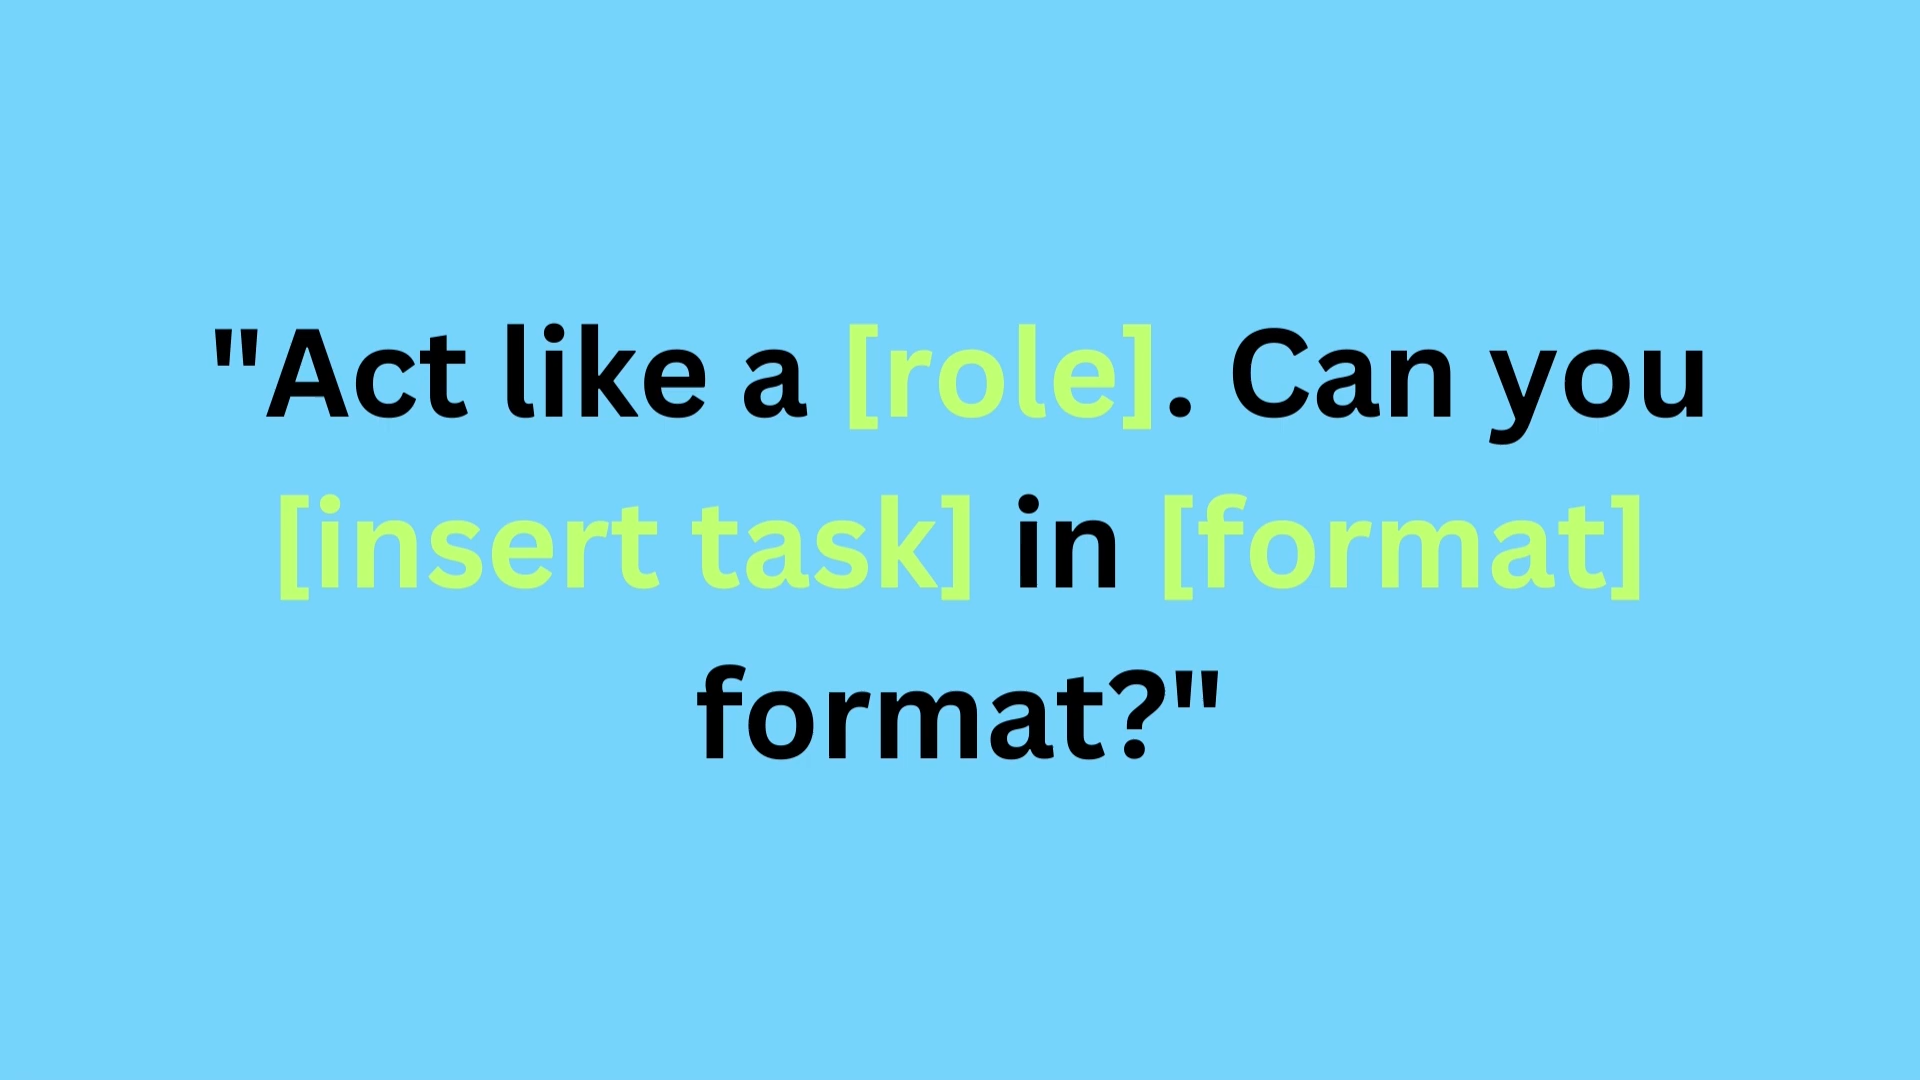 "Act like a [role]. Can you
[insert task] in [format]
format?"